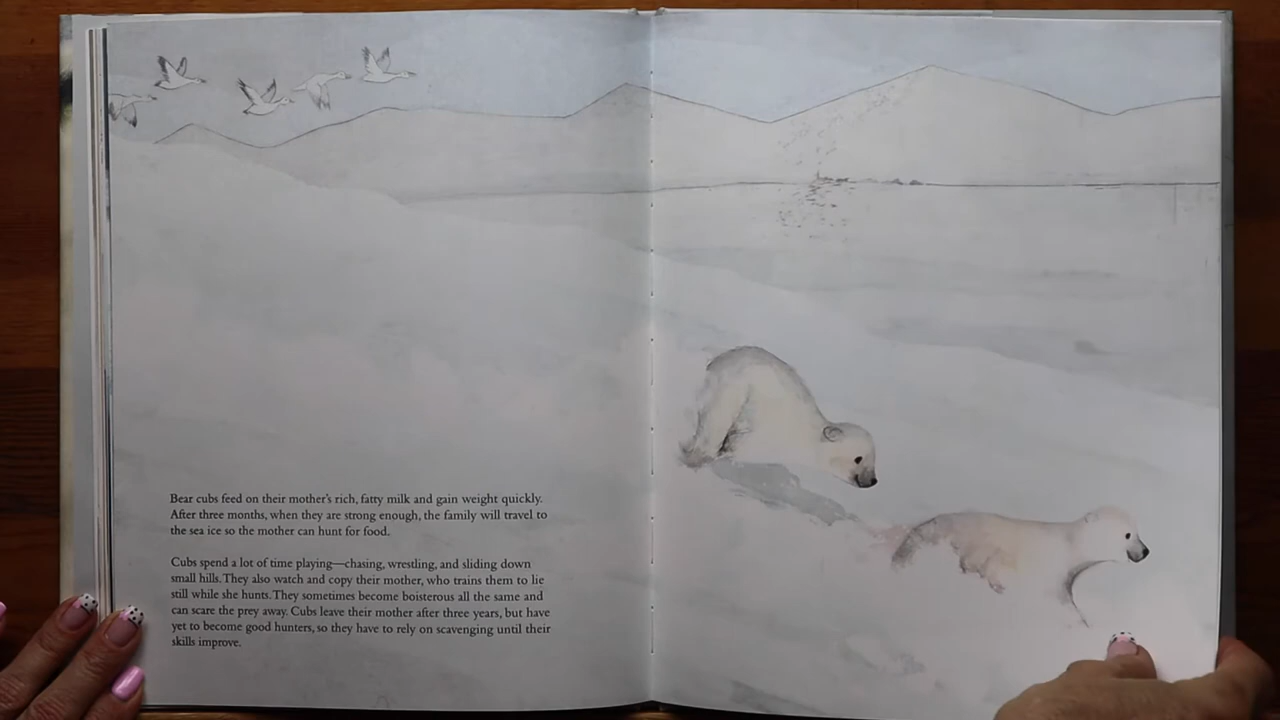 Bear cubs feed on their mother's rich, fatty milk and gain weight quickly.
After three months, when they are strong enough, the family will travel to
the sea ice so the mother can hunt for food.
Cubs spend a lot of time playing—chasing, wrestling, and sliding down
small hills. They also watch and copy their mother, who trains them to lie
still while she hunts. They sometimes become boisterous all the same and
can scare the prey away. Cubs leave their mother after three years, but have
yet to become good hunters, so they have to rely on scavenging until their
skills improve.